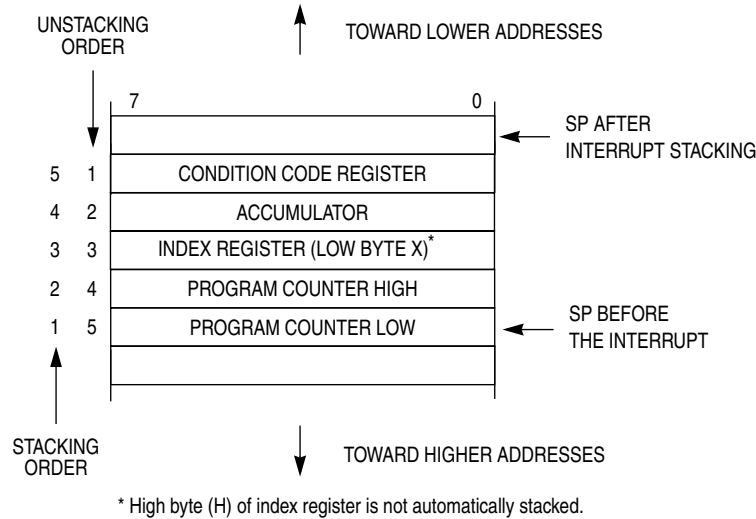 UNSTACKING
ORDER
TOWARD LOWER ADDRESSES
7 0
SP AFTER
INTERRUPT STACKING
5 1 CONDITION CODE REGISTER
4 2 ACCUMULATOR
3 3 INDEX REGISTER (LOW BYTE X)*
2 4 PROGRAM COUNTER HIGH
1 5 PROGRAM COUNTER LOW
SP BEFORE
THE INTERRUPT
STACKING
ORDER
TOWARD HIGHER ADDRESSES
* High byte (H) of index register is not automatically stacked.